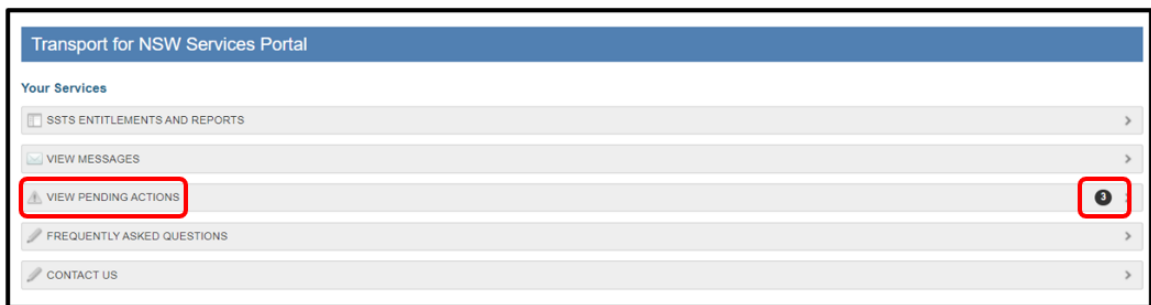 Transport for NSW Services Portal
Your Services
SSTS ENTITLEMENTS AND REPORTS
VIEW MESSAGES
VIEW PENDING ACTIONS 3
FREQUENTLY ASKED QUESTIONS
CONTACT US